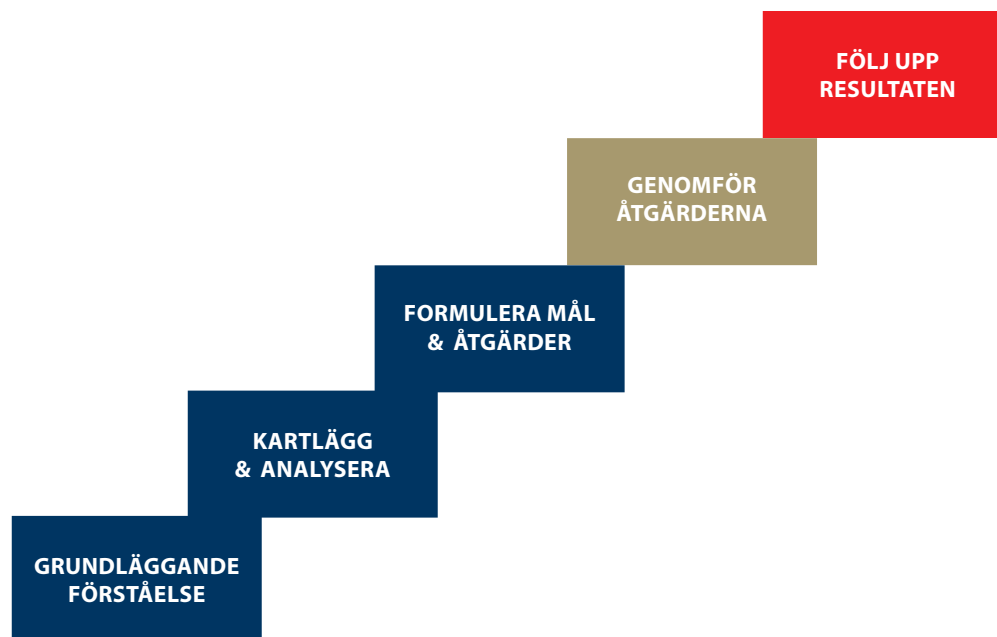 FÖLJ UPP
RESULTATEN
GENOMFÖR
ÅTGÄRDERNA
FORMULERA MÅL
& ÅTGÄRDER
KARTLÄGG
& ANALYSERA
GRUNDLÄGGANDE
FÖRSTÅELSE